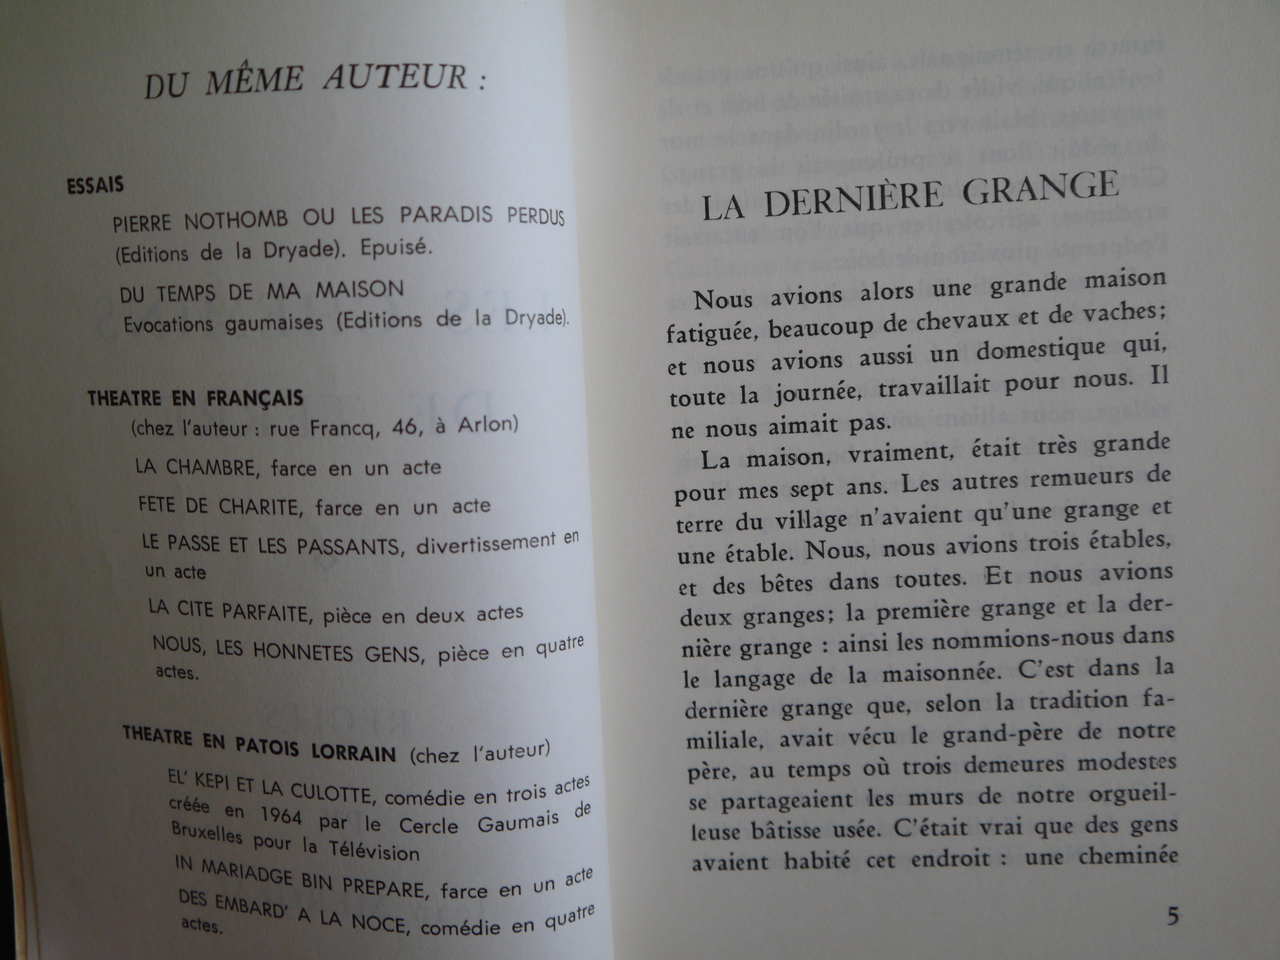 DU MÊME AUTEUR :
ESSAIS
PIERRE NOTHOMB OU LES PARADIS PERDUS
(Editions de la Dryade). Epuisé.
DU TEMPS DE MA MAISON
Evocations gaumaises (Editions de la Dryade).
THEATRE EN FRANÇAIS
(chez l'auteur : rue Francq, 46, à Arlon)
LA CHAMBRE, farce en un acte
FETE DE CHARITE, farce en un acte
LE PASSE ET LES PASSANTS, divertissement en
un acte
LA CITE PARFAITE, pièce en deux actes
NOUS, LES HONNETES GENS, pièce en quatre
actes.
THEATRE EN PATOIS LORRAIN (chez l'auteur)
EL' KEPI ET LA CULOTTE, comédie en trois actes
créée en 1964 par le Cercle Gaumais de
Bruxelles pour la Télévision
IN MARIADGE BIN PREPARE, farce en un acte
DES EMBARD' A LA NOCE, comédie en quatre
actes.
LA DERNIÈRE GRANGE
Nous avions alors une grande maison
fatiguée, beaucoup de chevaux et de vaches;
et nous avions aussi un domestique qui,
toute la journée, travaillait pour nous. Il
ne nous aimait pas.
La maison, vraiment, était très grande
pour mes sept ans. Les autres remueurs de
terre du village n'avaient qu'une grange et
une étable. Nous, nous avions trois étables,
et des bêtes dans toutes. Et nous avions
deux granges; la première grange et la der-
nière grange : ainsi les nommions-nous dans
le langage de la maisonnée. C'est dans la
dernière grange que, selon la tradition fa-
miliale, avait vécu le grand-père de notre
père, au temps où trois demeures modestes
se partageaient les murs de notre orgueil-
leuse bâtisse usée. C'était vrai que des gens
avaient habité cet endroit : une cheminée
5